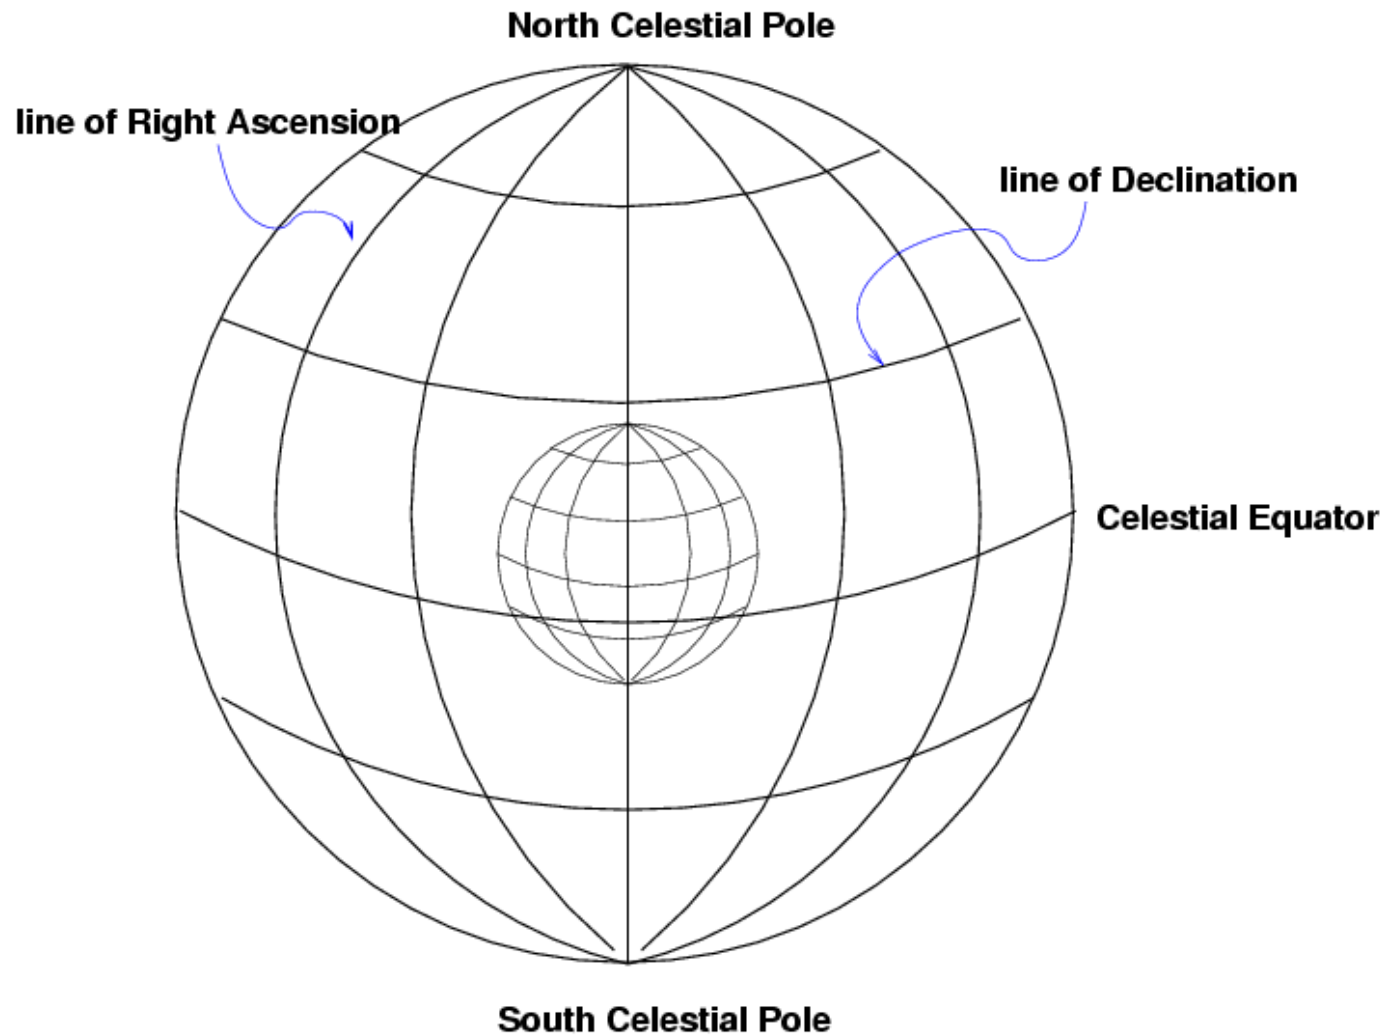 North Celestial Pole
line of Right Ascension
line of Declination
Celestial Equator
South Celestial Pole